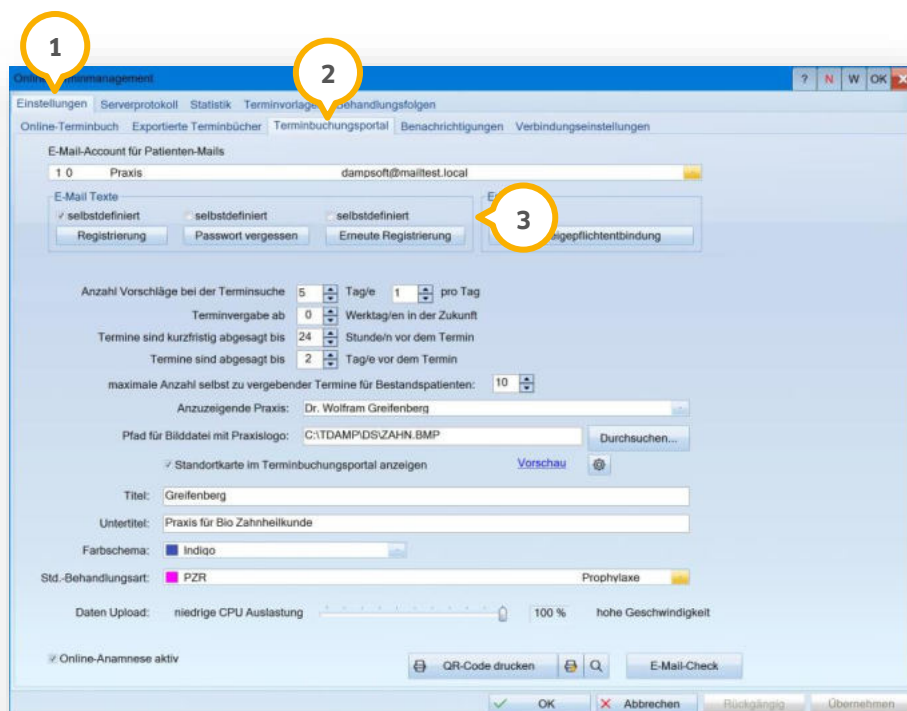 1
2
Online-Terminmanagement
? N W OK
Einstellungen Serverprotokoll Statistik Terminvorlage Behandlungsfolgen
Online-Terminbuch Exportierte Terminbücher Terminbuchungsportal Benachrichtigungen Verbindungseinstellungen
E-Mail-Account für Patienten-Mails
1 0 Praxis dampsoft@mailtest.local
E-Mail Texte
selbstdefiniert selbstdefiniert selbstdefiniert
3
Registrierung Passwort vergessen Erneute Registrierung eigepflichtentbindung
Anzahl Vorschläge bei der Terminsuche 5 Tag/e 1 pro Tag
Terminvergabe ab 0 Werktag/en in der Zukunft
Termine sind kurzfristig abgesagt bis 24 Stunde/n vor dem Termin
Termine sind abgesagt bis 2 Tag/e vor dem Termin
maximale Anzahl selbst zu vergebender Termine für Bestandspatienten: 10
Anzuzeigende Praxis: Dr. Wolfram Greifenberg
Pfad für Bilddatei mit Praxislogo: C:\TDAMP\DS\ZAHN.BMP Durchsuchen...
Standortkarte im Terminbuchungsportal anzeigen Vorschau
Titel: Greifenberg
Untertitel: Praxis für Bio Zahnheilkunde
Farbschema: Indigo
Std.-Behandlungsart: PZR Prophylaxe
Daten Upload: niedrige CPU Auslastung 100 % hohe Geschwindigkeit
Online-Anamnese aktiv
QR-Code drucken E-Mail-Check
OK Abbrechen Rückgängig Übernehmen